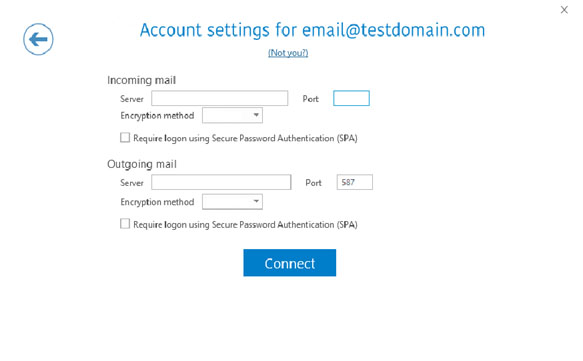 Account settings for email@testdomain.com
(Not you?)
Incoming mail
Server Port
Encryption method
Require logon using Secure Password Authentication (SPA)
Outgoing mail
Server Port 587
Encryption method
Require logon using Secure Password Authentication (SPA)
Connect